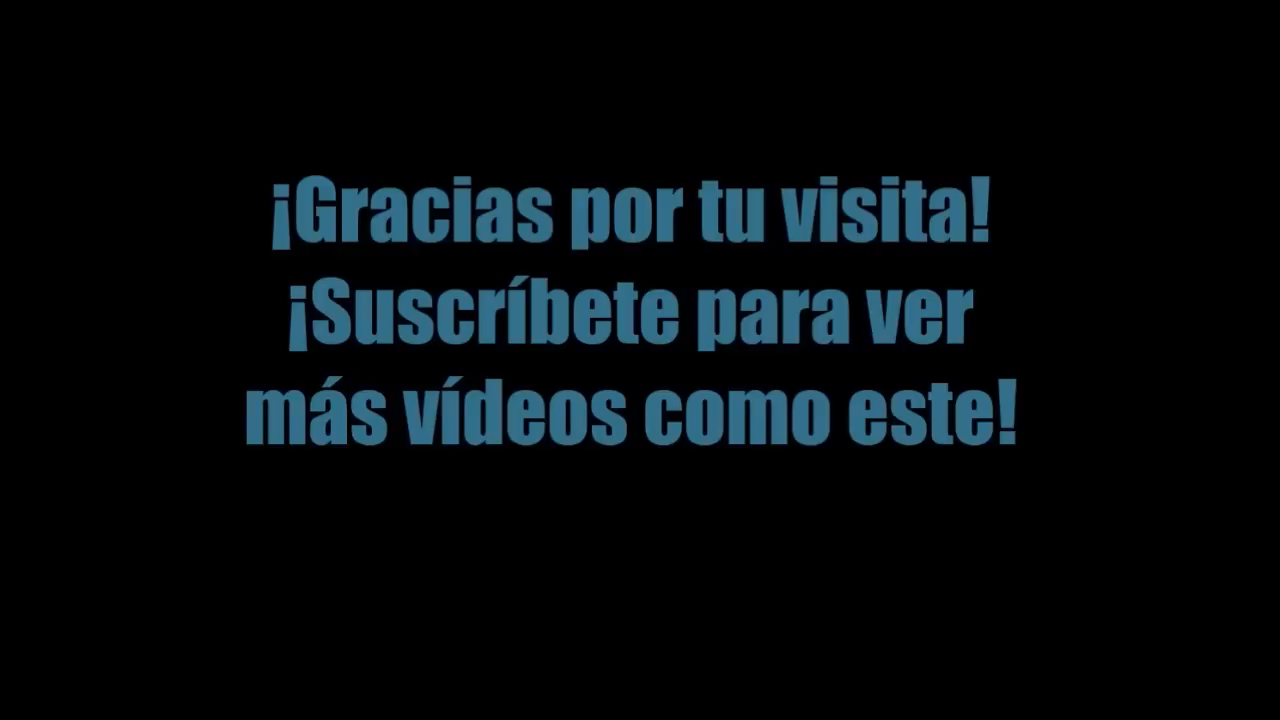 ¡Gracias por tu visita!
¡Suscríbete para ver
más vídeos como este!